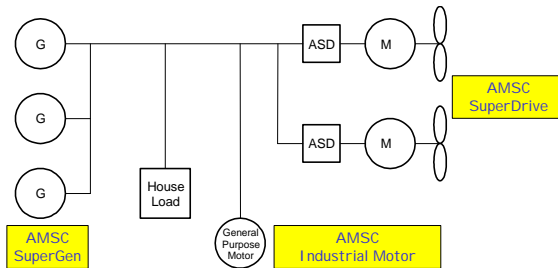 G
ASD
M
AMSC
SuperDrive
G
ASD
M
G
House
Load
General
Purpose
Motor
AMSC
SuperGen
AMSC
Industrial Motor